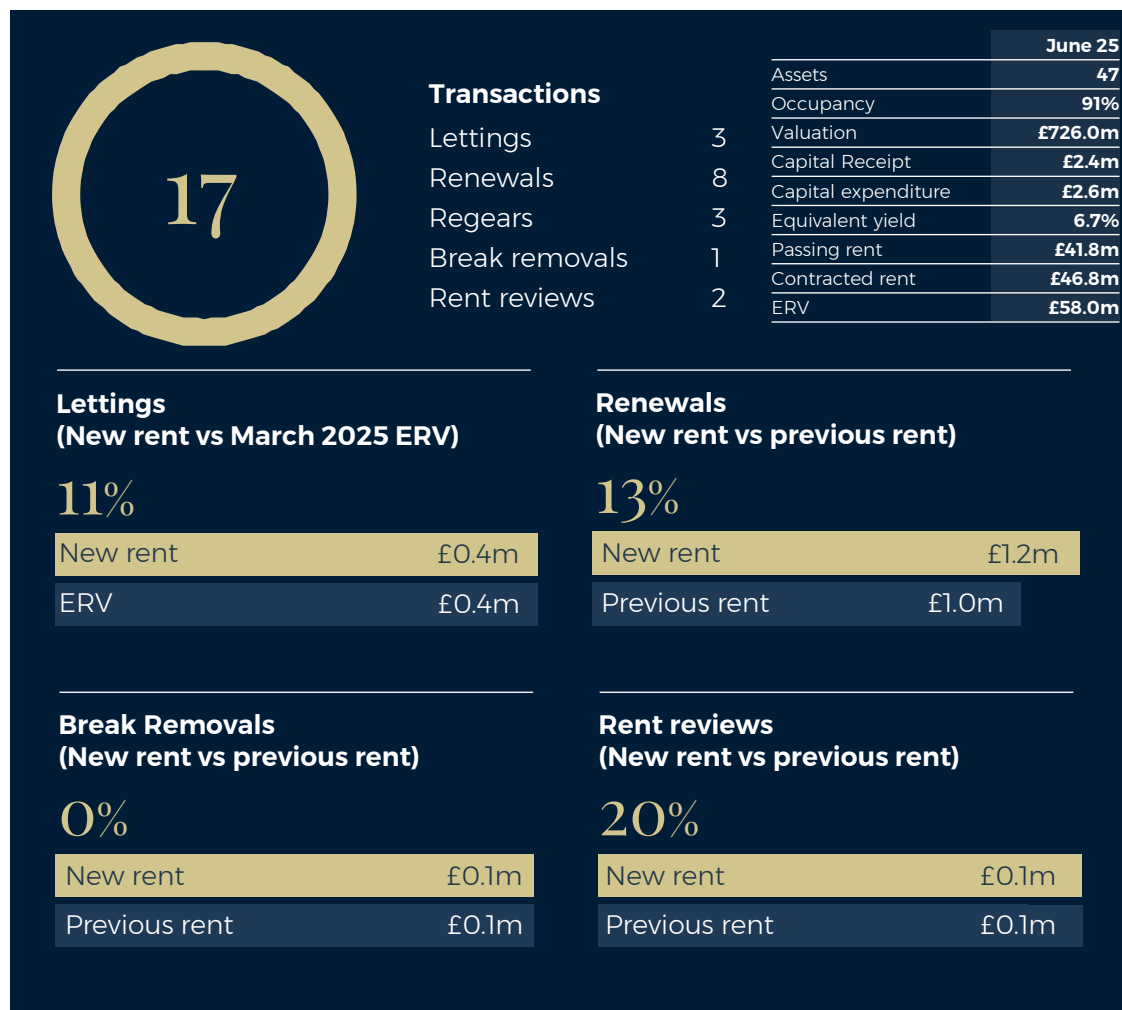 17
Transactions
Lettings 3
Renewals 8
Regears 3
Break removals 1
Rent reviews 2
June 25
Assets 47
Occupancy 91%
Valuation £726.0m
Capital Receipt £2.4m
Capital expenditure £2.6m
Equivalent yield 6.7%
Passing rent £41.8m
Contracted rent £46.8m
ERV £58.0m
Lettings
(New rent vs March 2025 ERV)
11%
New rent £0.4m
ERV £0.4m
Renewals
(New rent vs previous rent)
13%
New rent £1.2m
Previous rent £1.0m
Break Removals
(New rent vs previous rent)
0%
New rent £0.1m
Previous rent £0.1m
Rent reviews
(New rent vs previous rent)
20%
New rent £0.1m
Previous rent £0.1m